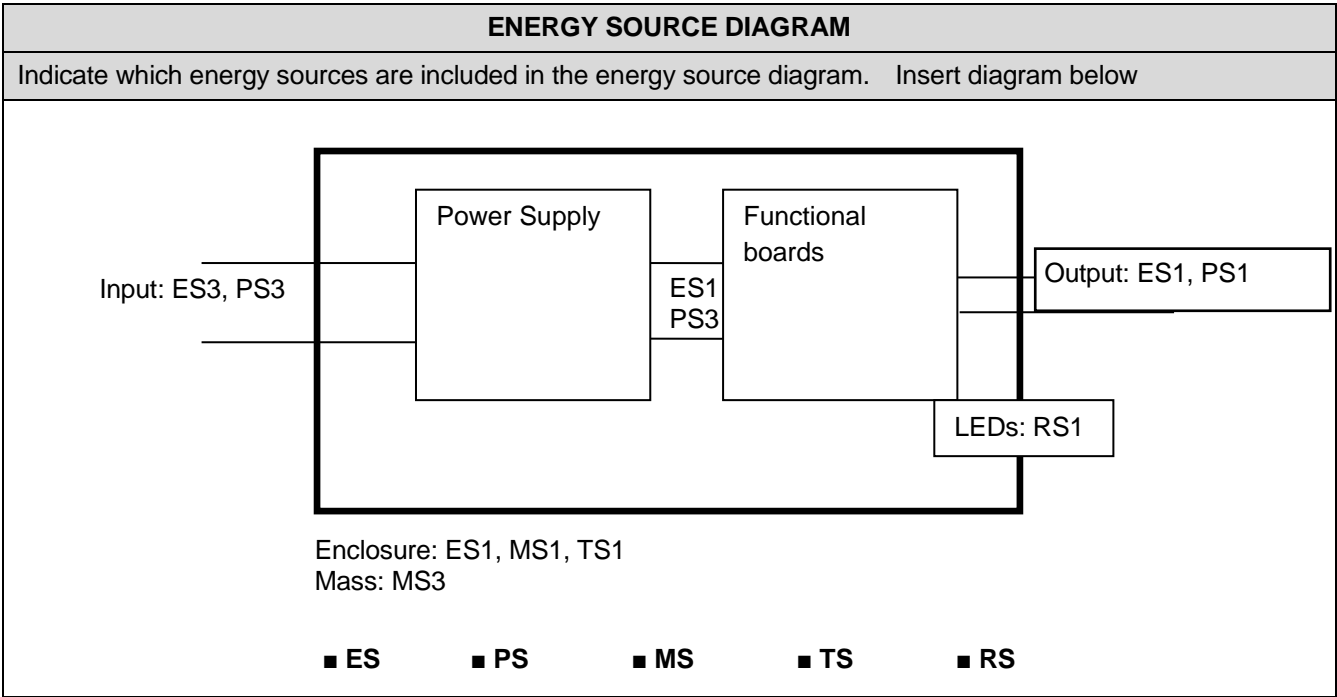 ENERGY SOURCE DIAGRAM
Indicate which energy sources are included in the energy source diagram. Insert diagram below
Power Supply
Functional
boards
Input: ES3, PS3
ES1
PS3
Output: ES1, PS1
LEDs: RS1
Enclosure: ES1, MS1, TS1
Mass: MS3
■ ES ■ PS ■ MS ■ TS ■ RS